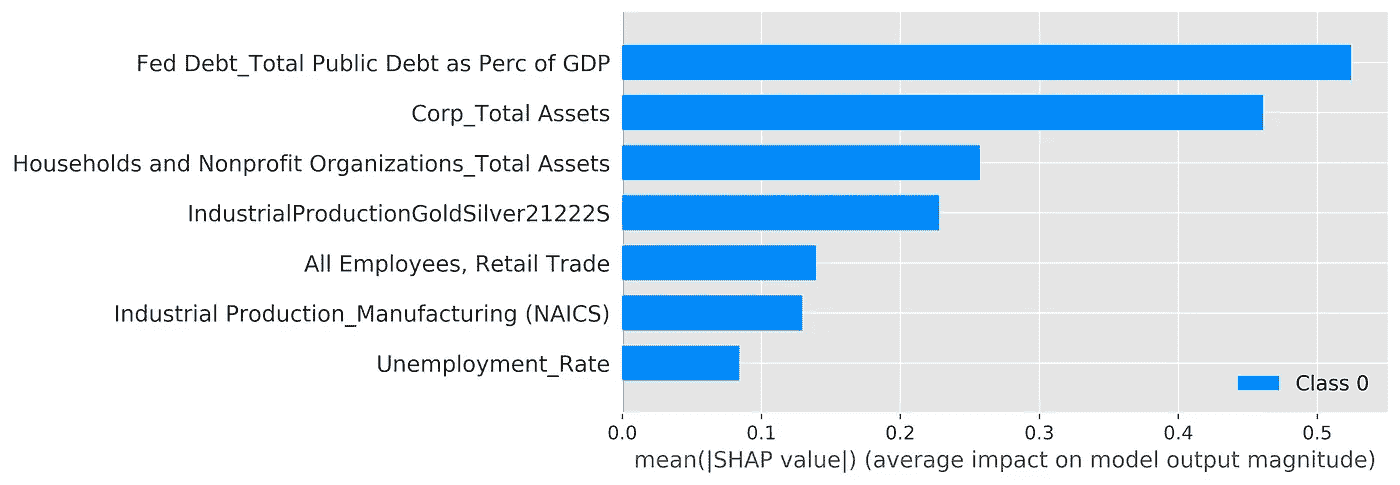 Fed Debt_Total Public Debt as Perc of GDP
Corp_Total Assets
Households and Nonprofit Organizations_Total Assets
IndustrialProductionGoldSilver21222S
All Employees, Retail Trade
Industrial Production_Manufacturing (NAICS)
Unemployment_Rate
Class 0
0.0 0.1 0.2 0.3 0.4 0.5
mean(|SHAP value|) (average impact on model output magnitude)